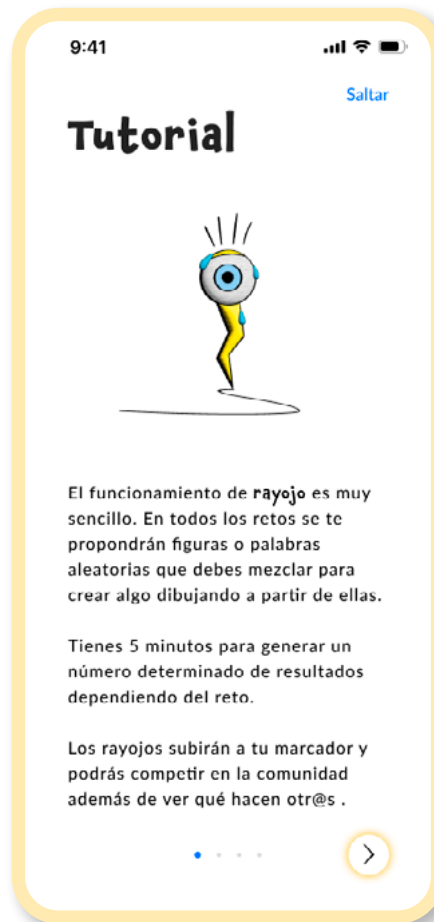 9:41
Saltar
Tutorial
El funcionamiento de rayojo es muy
sencillo. En todos los retos se te
propondrán figuras o palabras
aleatorias que debes mezclar para
crear algo dibujando a partir de ellas.
Tienes 5 minutos para generar un
número determinado de resultados
dependiendo del reto.
Los rayojos subirán a tu marcador y
podrás competir en la comunidad
además de ver qué hacen otr@s .